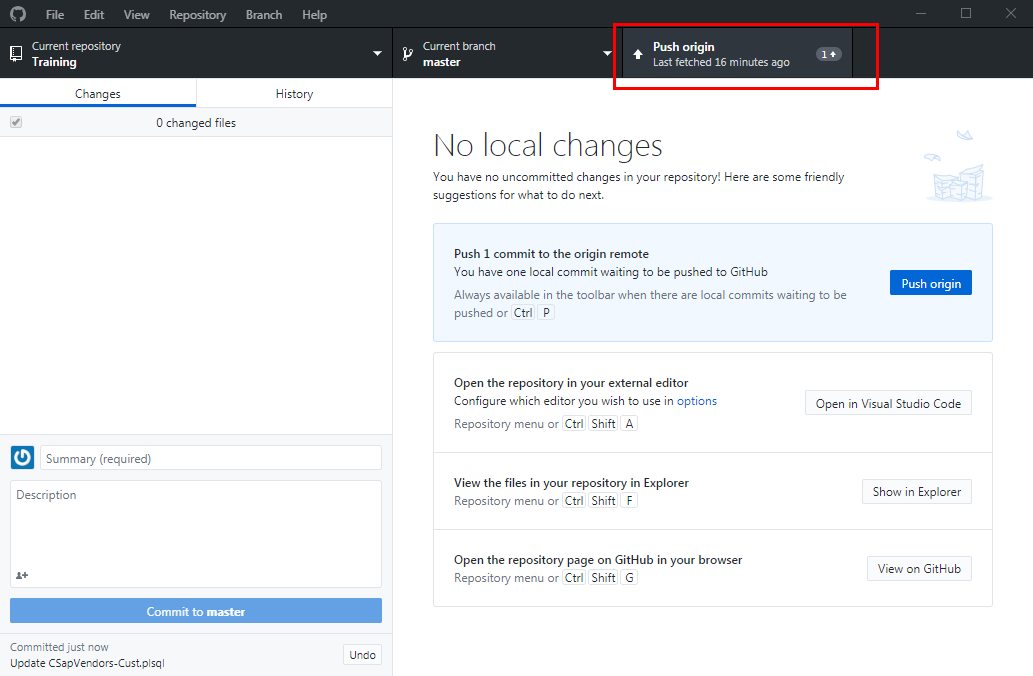 File Edit View Repository Branch Help
Current repository
Training
Current branch
master
Push origin
Last fetched 16 minutes ago
1
Changes
History
0 changed files
No local changes
You have no uncommitted changes in your repository! Here are some friendly
suggestions for what to do next.
Push 1 commit to the origin remote
You have one local commit waiting to be pushed to GitHub
Always available in the toolbar when there are local commits waiting to be
pushed or Ctrl P
Push origin
Open the repository in your external editor
Configure which editor you wish to use in options
Repository menu or Ctrl Shift A
Open in Visual Studio Code
View the files in your repository in Explorer
Repository menu or Ctrl Shift F
Show in Explorer
Open the repository page on GitHub in your browser
Repository menu or Ctrl Shift G
View on GitHub
Summary (required)
Description
Commit to master
Committed just now
Update CSapVendors-Cust.plsql
Undo